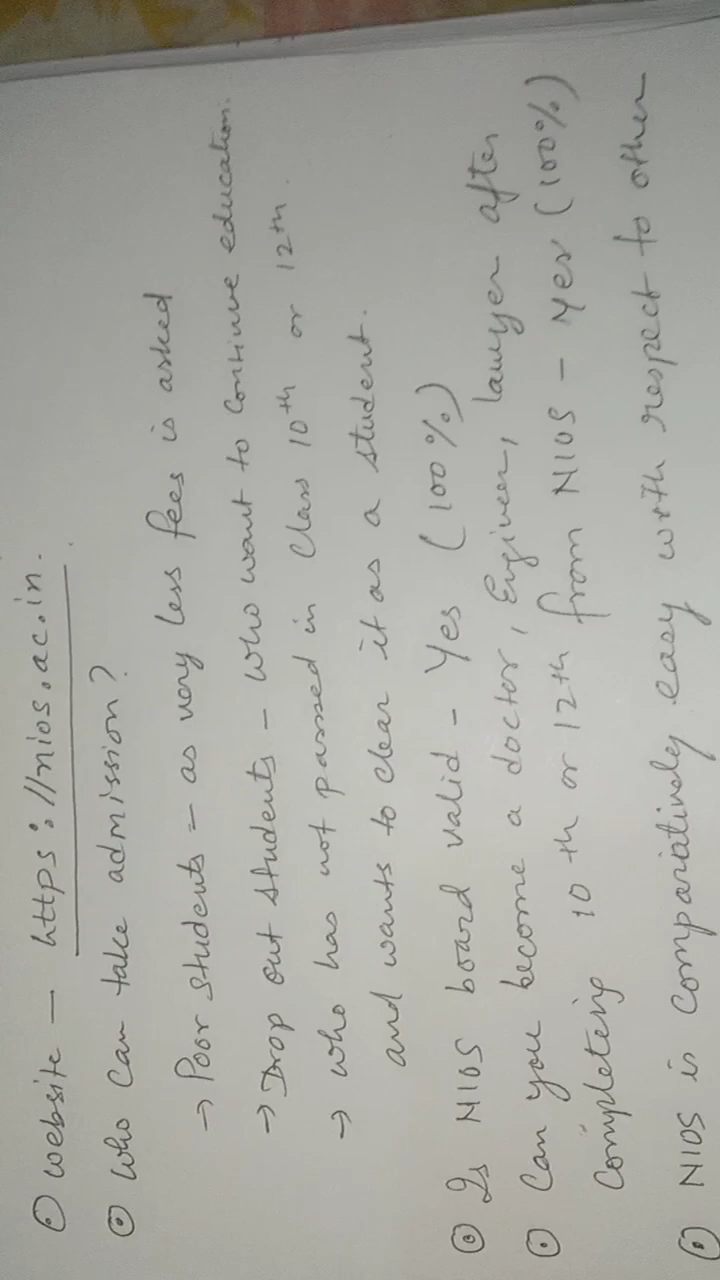 ⊙ website — https://nios.ac.in.
⊙ Who can take admission?
→ Poor students – as very less fees is asked
→ Drop out students – who want to continue education.
→ who has not passed in Class 10th or 12th.
and wants to clear it as a student.
⊙ Is NIOS board valid – Yes (100%)
⊙ Can you become a doctor, Engineer, lawyer after
Completeing 10th or 12th from NIOS – Yes (100%)
⊙ NIOS is compariatively easy with respect to other